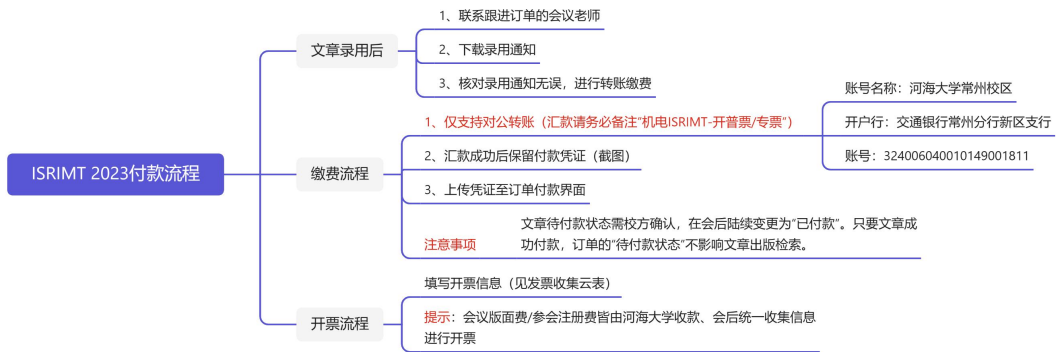 ISRIMT 2023付款流程
文章录用后
1、联系跟进订单的会议老师
2、下载录用通知
3、核对录用通知无误，进行转账缴费
缴费流程
1、仅支持对公转账（汇款请务必备注“机电ISRIMT-开普票/专票”）
账号名称：河海大学常州校区
开户行：交通银行常州分行新区支行
账号：324006040010149001811
2、汇款成功后保留付款凭证（截图）
3、上传凭证至订单付款界面
注意事项
文章待付款状态需校方确认，在会后陆续变更为“已付款”。只要文章成
功付款，订单的“待付款状态”不影响文章出版检索。
开票流程
填写开票信息（见发票收集云表）
提示：会议版面费/参会注册费皆由河海大学收款、会后统一收集信息
进行开票